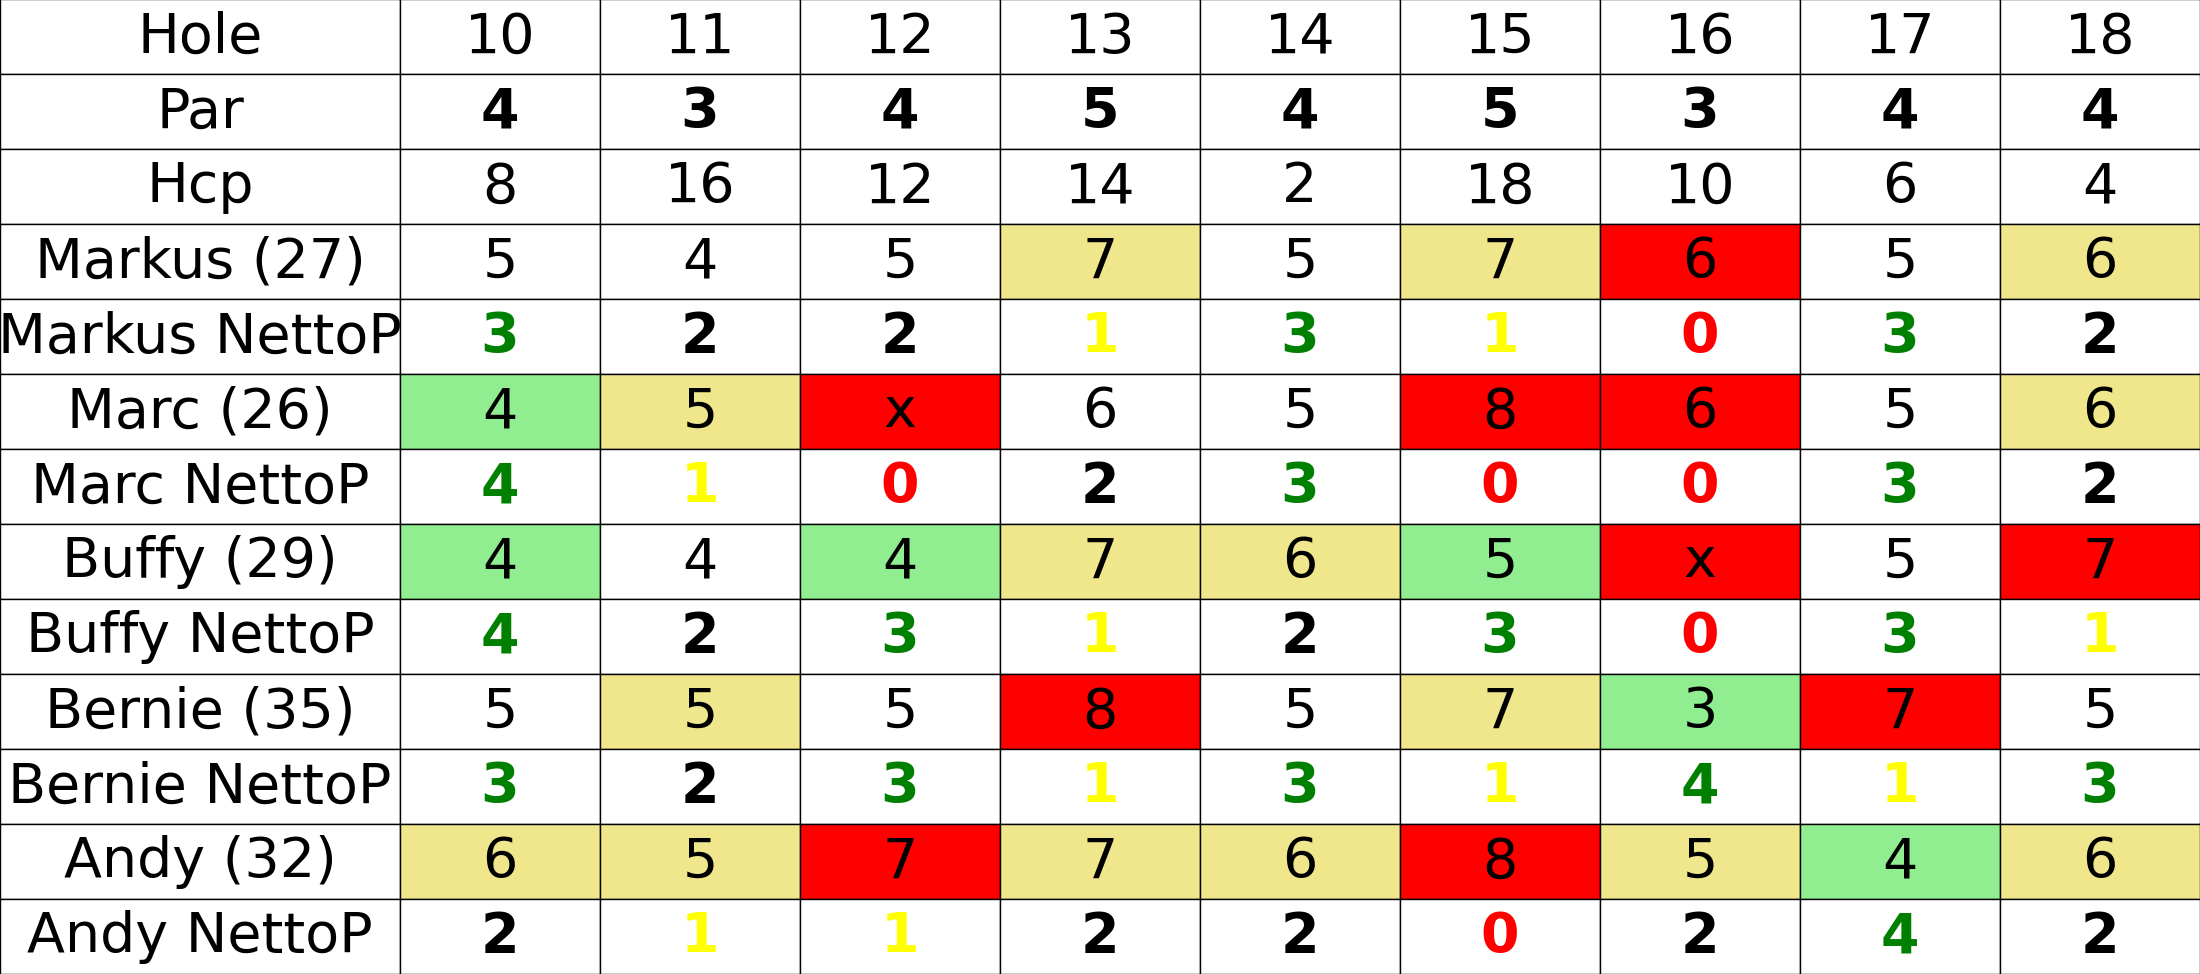 Hole 10 11 12 13 14 15 16 17 18
Par 4 3 4 5 4 5 3 4 4
Hcp 8 16 12 14 2 18 10 6 4
Markus (27) 5 4 5 7 5 7 6 5 6
Markus NettoP 3 2 2 1 3 1 0 3 2
Marc (26) 4 5 x 6 5 8 6 5 6
Marc NettoP 4 1 0 2 3 0 0 3 2
Buffy (29) 4 4 4 7 6 5 x 5 7
Buffy NettoP 4 2 3 1 2 3 0 3 1
Bernie (35) 5 5 5 8 5 7 3 7 5
Bernie NettoP 3 2 3 1 3 1 4 1 3
Andy (32) 6 5 7 7 6 8 5 4 6
Andy NettoP 2 1 1 2 2 0 2 4 2